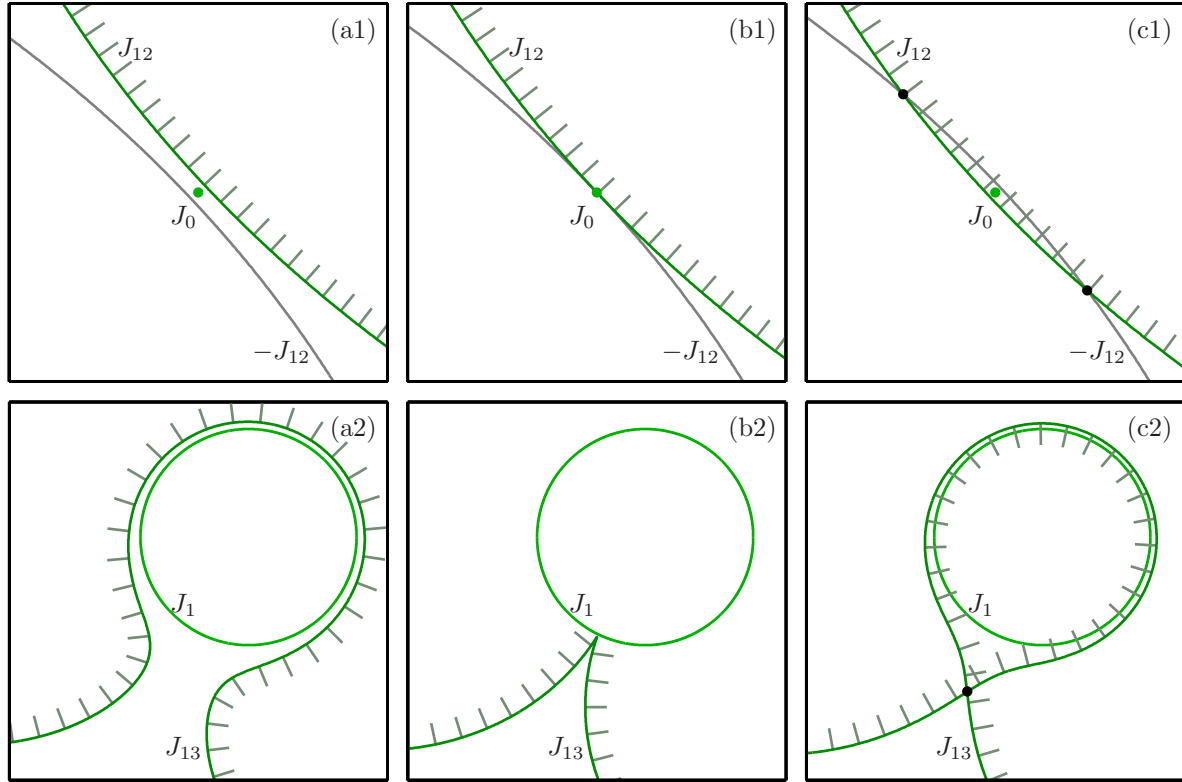 (a1)
J₁₂
J₀
−J₁₂
(b1)
J₁₂
J₀
−J₁₂
(c1)
J₁₂
J₀
−J₁₂
(a2)
J₁
J₁₃
(b2)
J₁
J₁₃
(c2)
J₁
J₁₃